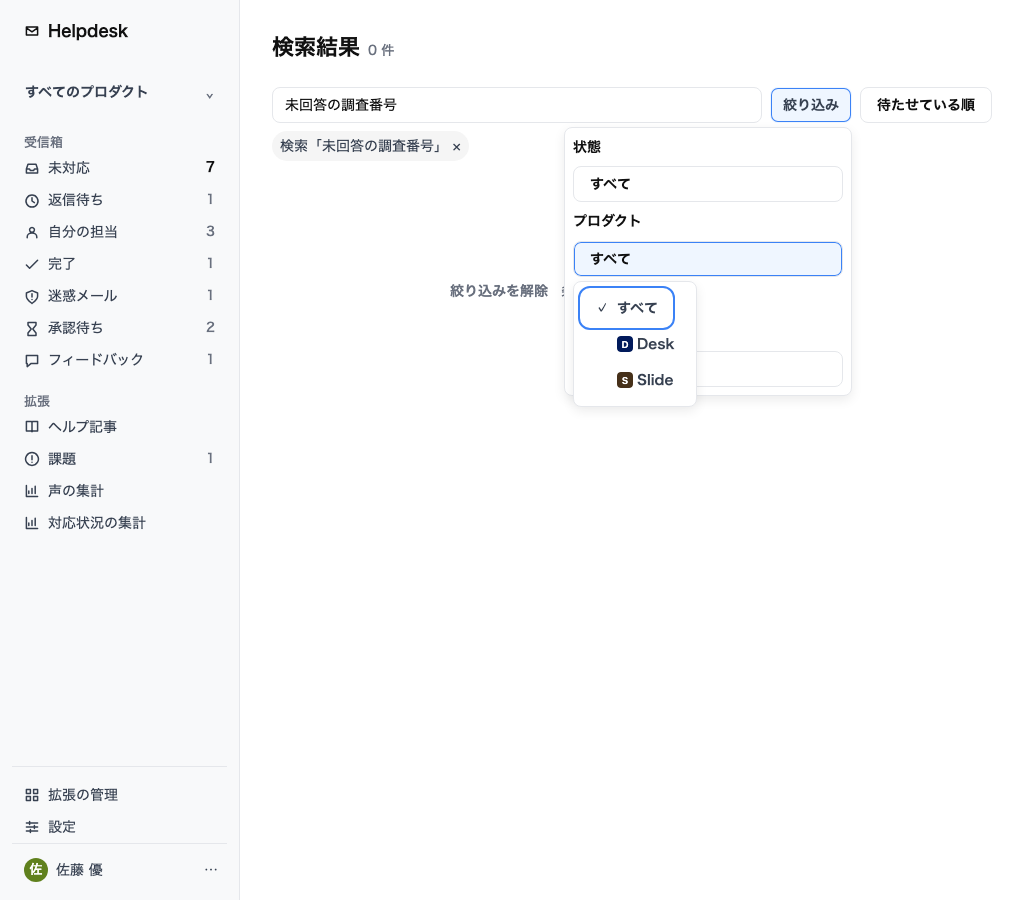 Helpdesk
すべてのプロダクト
受信箱
未対応 7
返信待ち 1
自分の担当 3
完了 1
迷惑メール 1
承認待ち 2
フィードバック 1
拡張
ヘルプ記事
課題 1
声の集計
対応状況の集計
拡張の管理
設定
佐 佐藤 優 …
検索結果 0 件
未回答の調査番号
絞り込み
待たせている順
検索「未回答の調査番号」 ×
状態
すべて
プロダクト
すべて
絞り込みを解除
✓ すべて
D Desk
S Slide